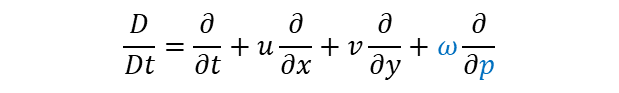 D/Dt = ∂/∂t + u ∂/∂x + v ∂/∂y + ω ∂/∂p